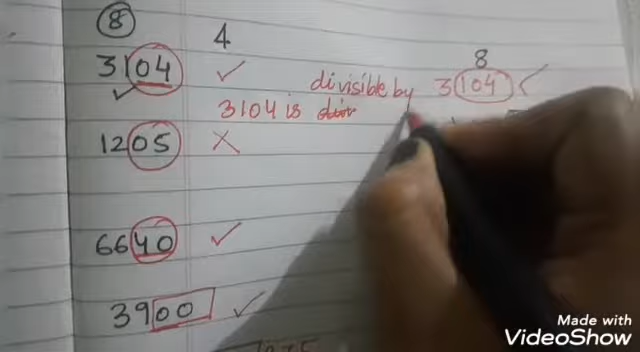 8
4
8
3104 ✓
divisible by 3104 ✓
3104 is
1205 ✗
6640 ✓
3900 ✓
Made with
VideoShow